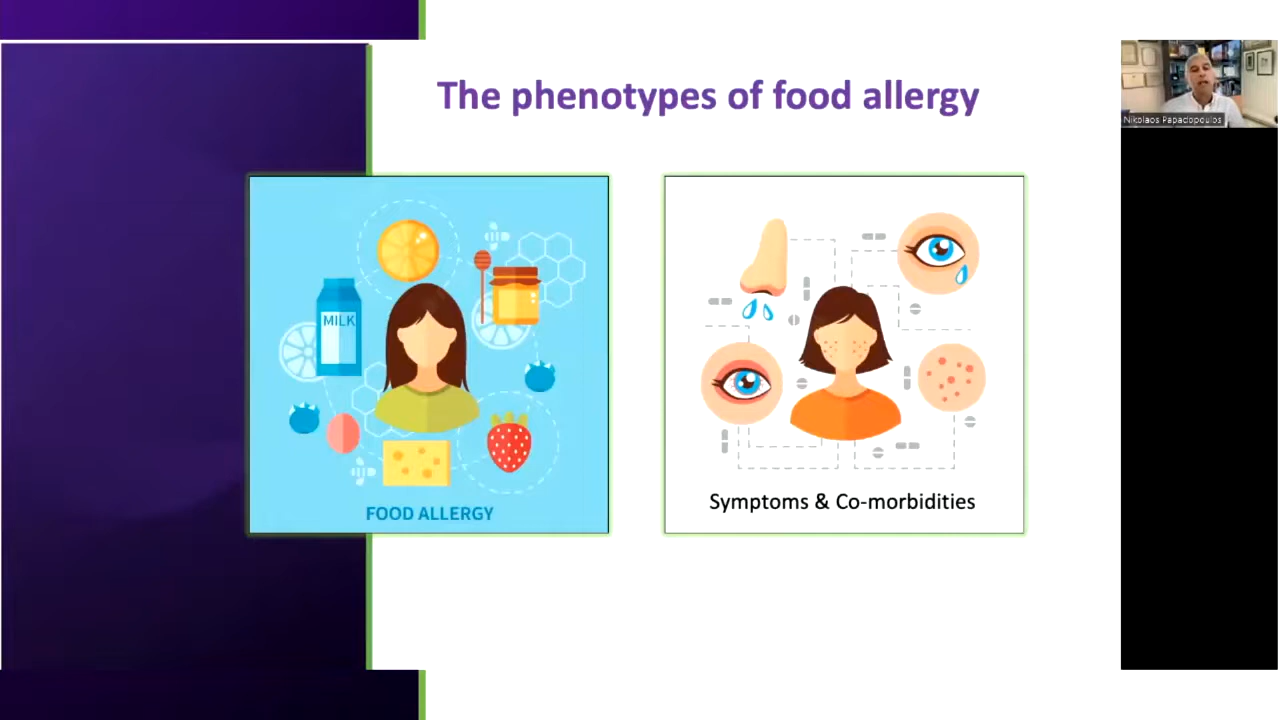 The phenotypes of food allergy
Nikolaos Papadopoulos
MILK
FOOD ALLERGY
Symptoms & Co-morbidities